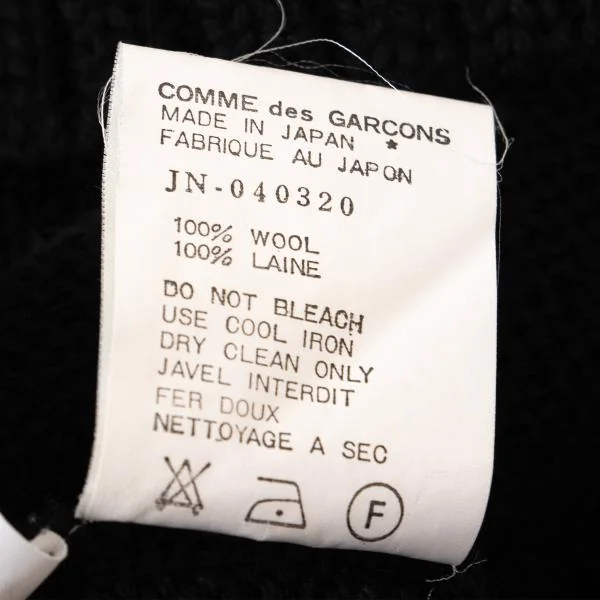 COMME des GARCONS
MADE IN JAPAN ★
FABRIQUE AU JAPON
JN-040320
100% WOOL
100% LAINE
DO NOT BLEACH
USE COOL IRON
DRY CLEAN ONLY
JAVEL INTERDIT
FER DOUX
NETTOYAGE A SEC
F